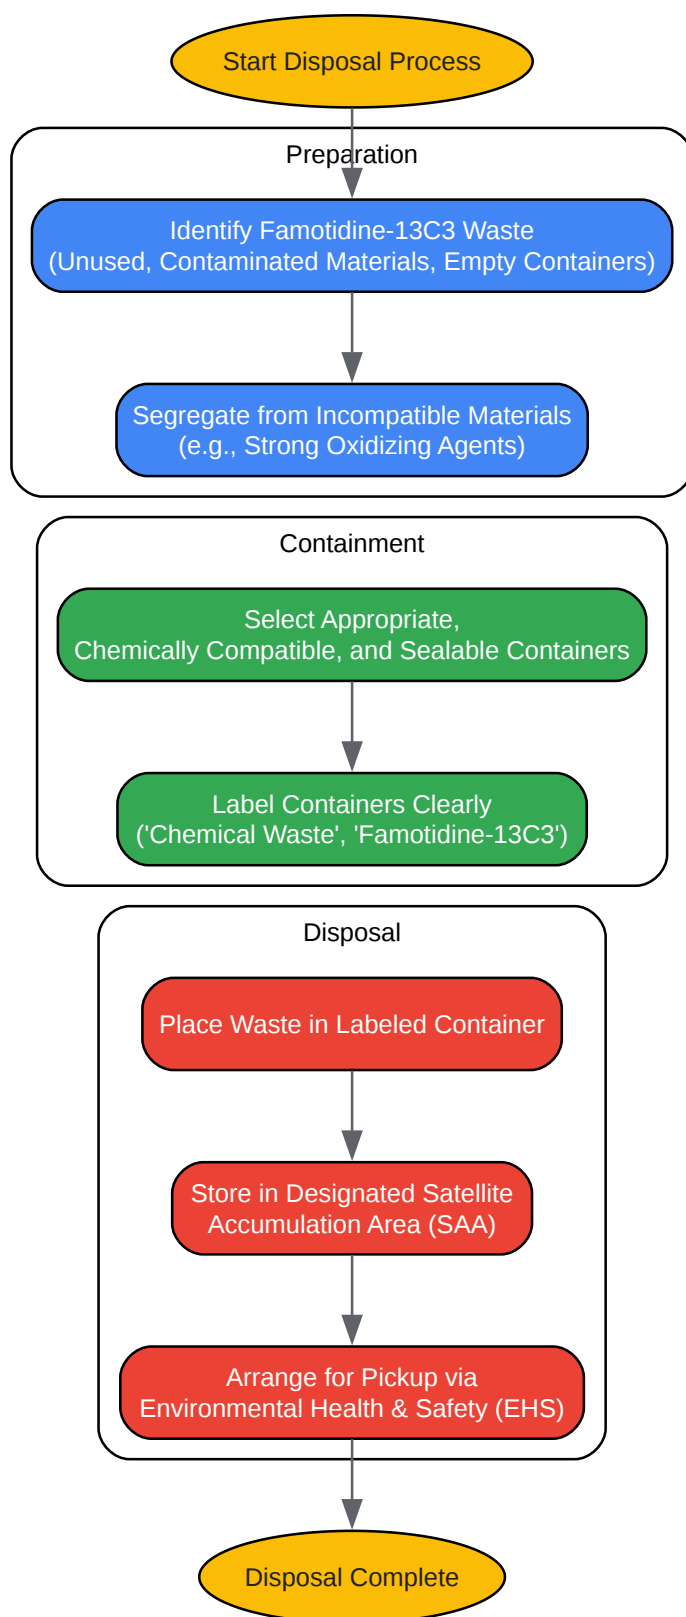 Start Disposal Process
Preparation
Identify Famotidine-13C3 Waste
(Unused, Contaminated Materials, Empty Containers)
Segregate from Incompatible Materials
(e.g., Strong Oxidizing Agents)
Containment
Select Appropriate,
Chemically Compatible, and Sealable Containers
Label Containers Clearly
('Chemical Waste', 'Famotidine-13C3')
Disposal
Place Waste in Labeled Container
Store in Designated Satellite
Accumulation Area (SAA)
Arrange for Pickup via
Environmental Health & Safety (EHS)
Disposal Complete